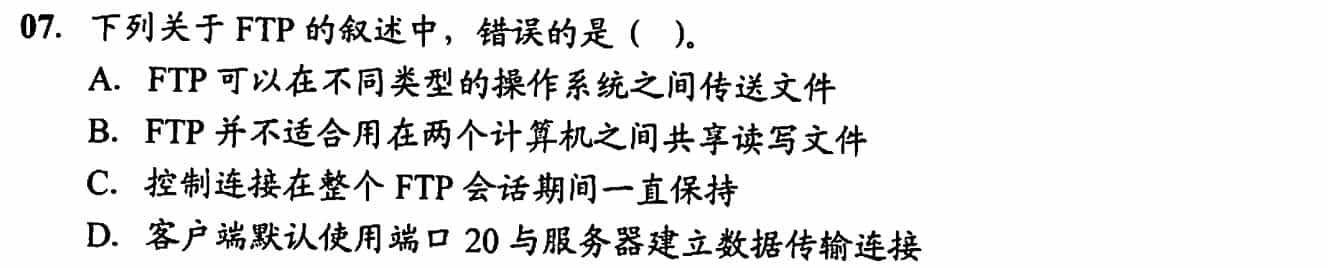 07. 下列关于 FTP 的叙述中，错误的是（ ）。
A. FTP 可以在不同类型的操作系统之间传送文件
B. FTP 并不适合用在两个计算机之间共享读写文件
C. 控制连接在整个 FTP 会话期间一直保持
D. 客户端默认使用端口 20 与服务器建立数据传输连接